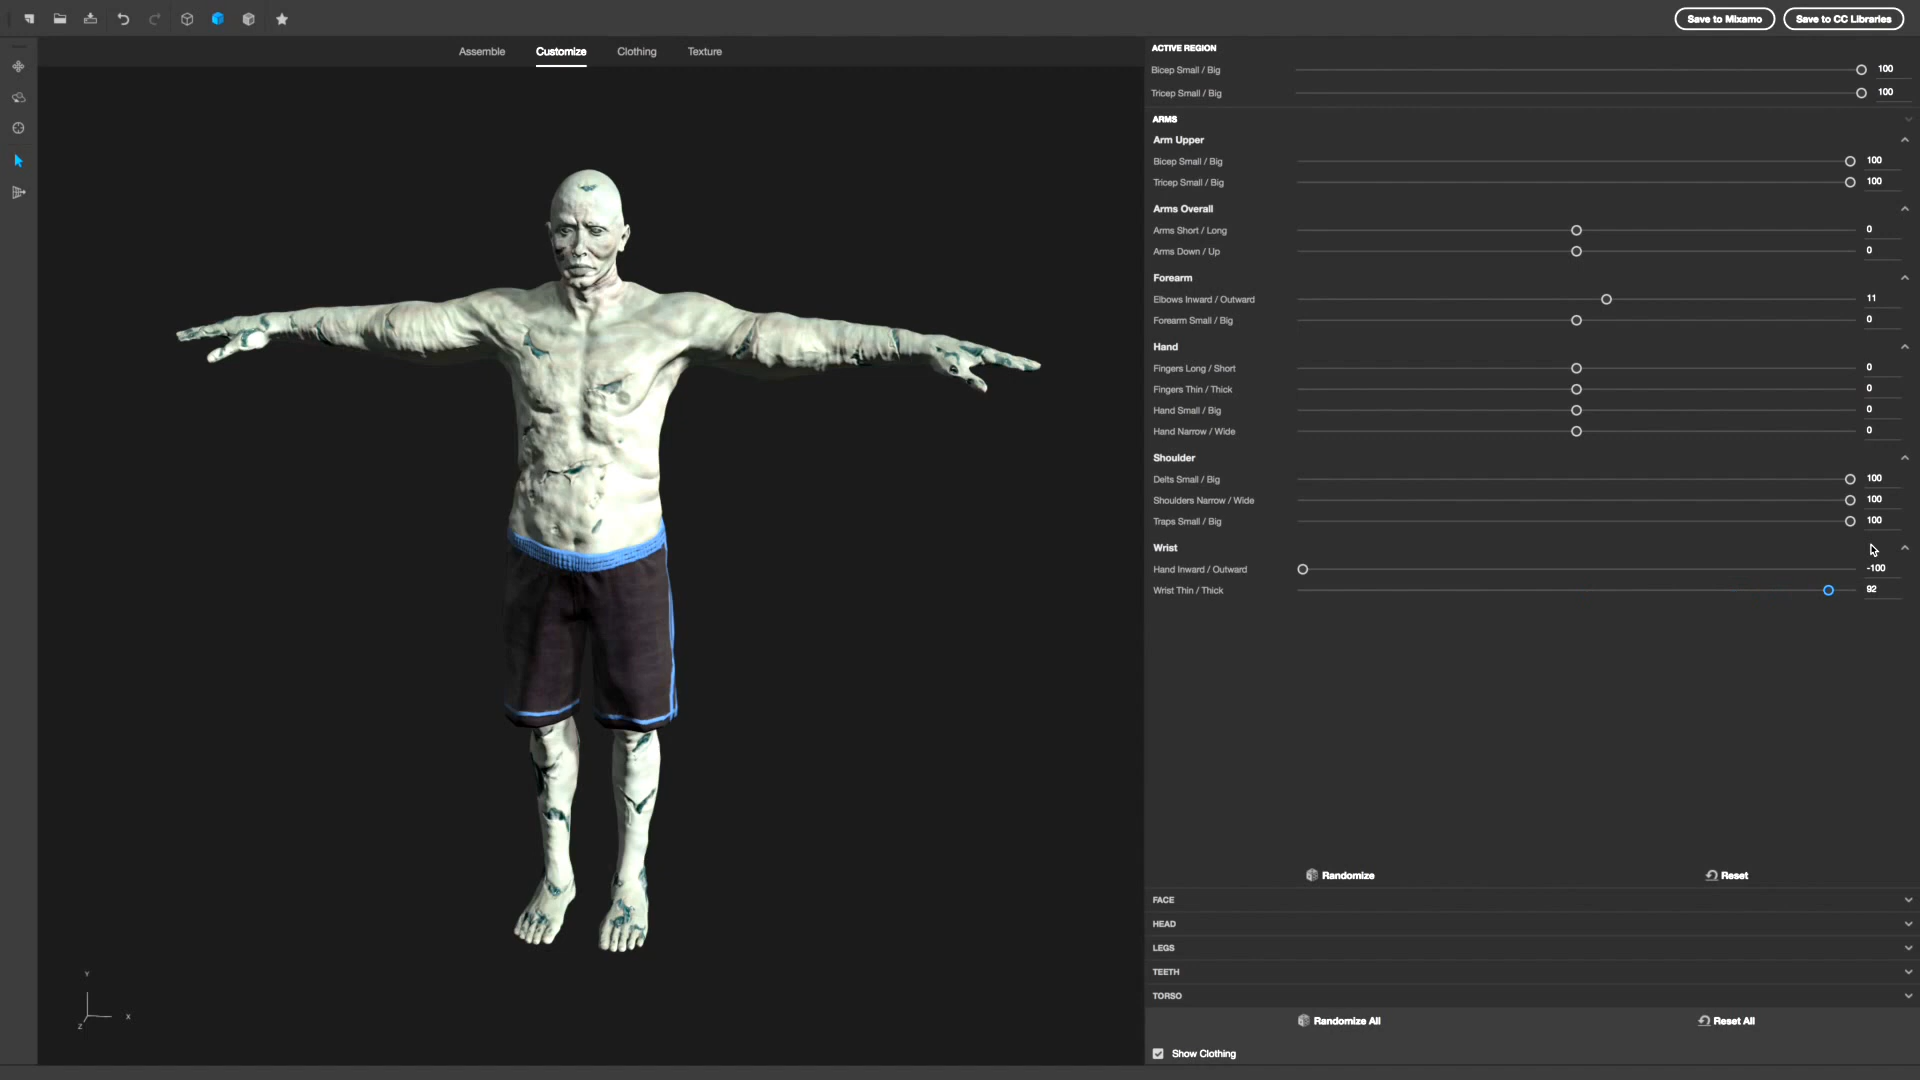 Save to Mixamo Save to CC Libraries
Assemble Customize Clothing Texture
ACTIVE REGION
Bicep Small / Big 100
Tricep Small / Big 100
ARMS
Arm Upper
Bicep Small / Big 100
Tricep Small / Big 100
Arms Overall
Arms Short / Long 0
Arms Down / Up 0
Forearm
Elbows Inward / Outward 11
Forearm Small / Big 0
Hand
Fingers Long / Short 0
Fingers Thin / Thick 0
Hand Small / Big 0
Hand Narrow / Wide 0
Shoulder
Delts Small / Big 100
Shoulders Narrow / Wide 100
Traps Small / Big 100
Wrist
Hand Inward / Outward -100
Wrist Thin / Thick 92
Randomize Reset
FACE
HEAD
LEGS
TEETH
TORSO
Randomize All Reset All
Show Clothing
Y
X
Z